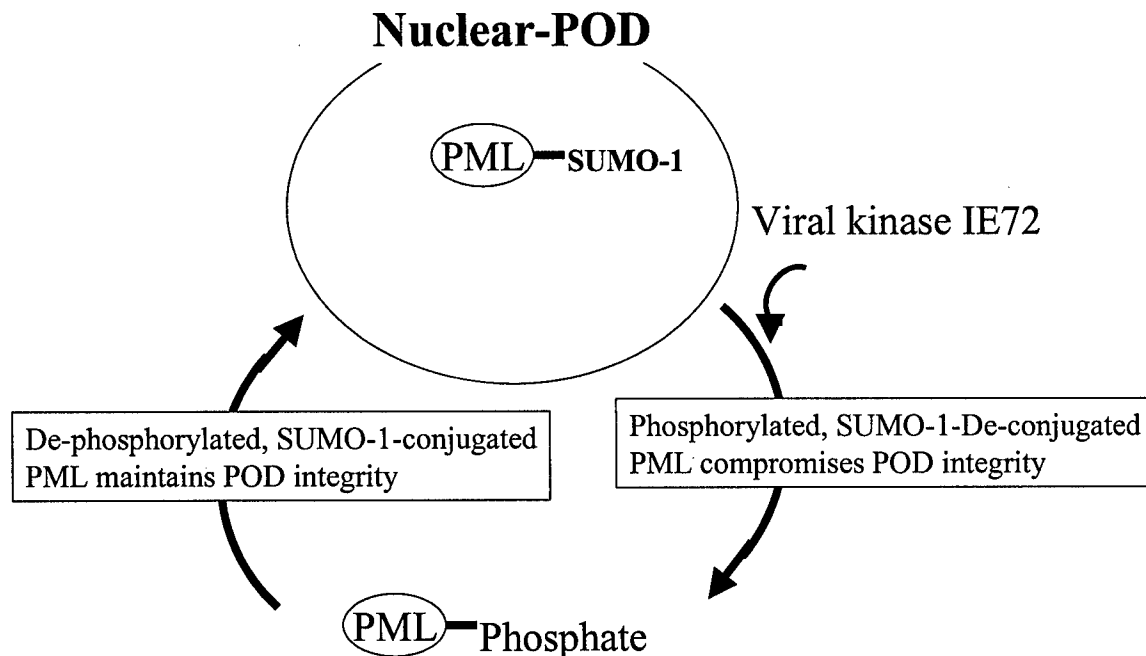 Nuclear-POD
PML SUMO-1
Viral kinase IE72
De-phosphorylated, SUMO-1-conjugated
PML maintains POD integrity
Phosphorylated, SUMO-1-De-conjugated
PML compromises POD integrity
PML Phosphate